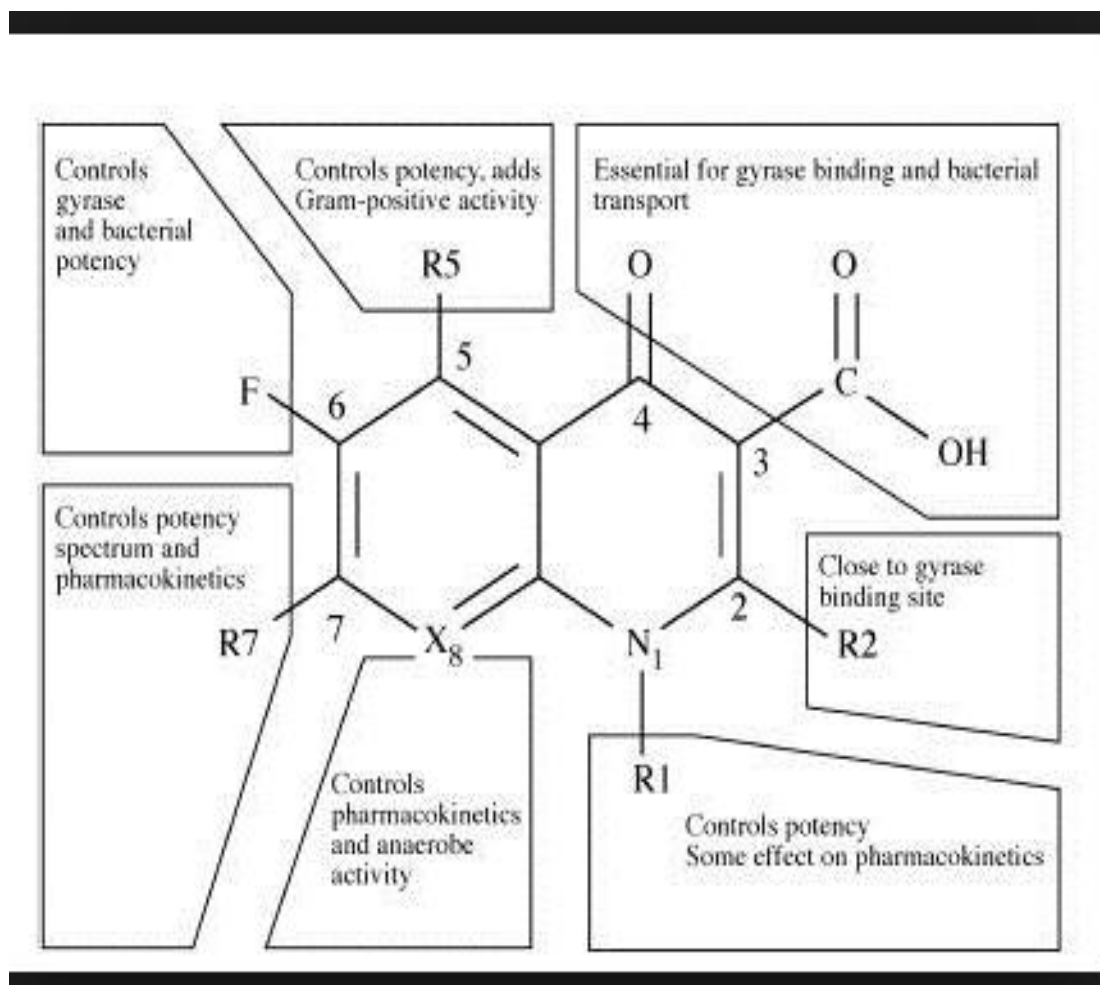 Controls
gyrase
and bacterial
potency
Controls potency, adds
Gram-positive activity
Essential for gyrase binding and bacterial
transport
R5
O
O
5
F
6
4
C
3
OH
Controls potency
spectrum and
pharmacokinetics
Close to gyrase
binding site
R7
7
X8
N1
2
R2
R1
Controls
pharmacokinetics
and anaerobe
activity
Controls potency
Some effect on pharmacokinetics